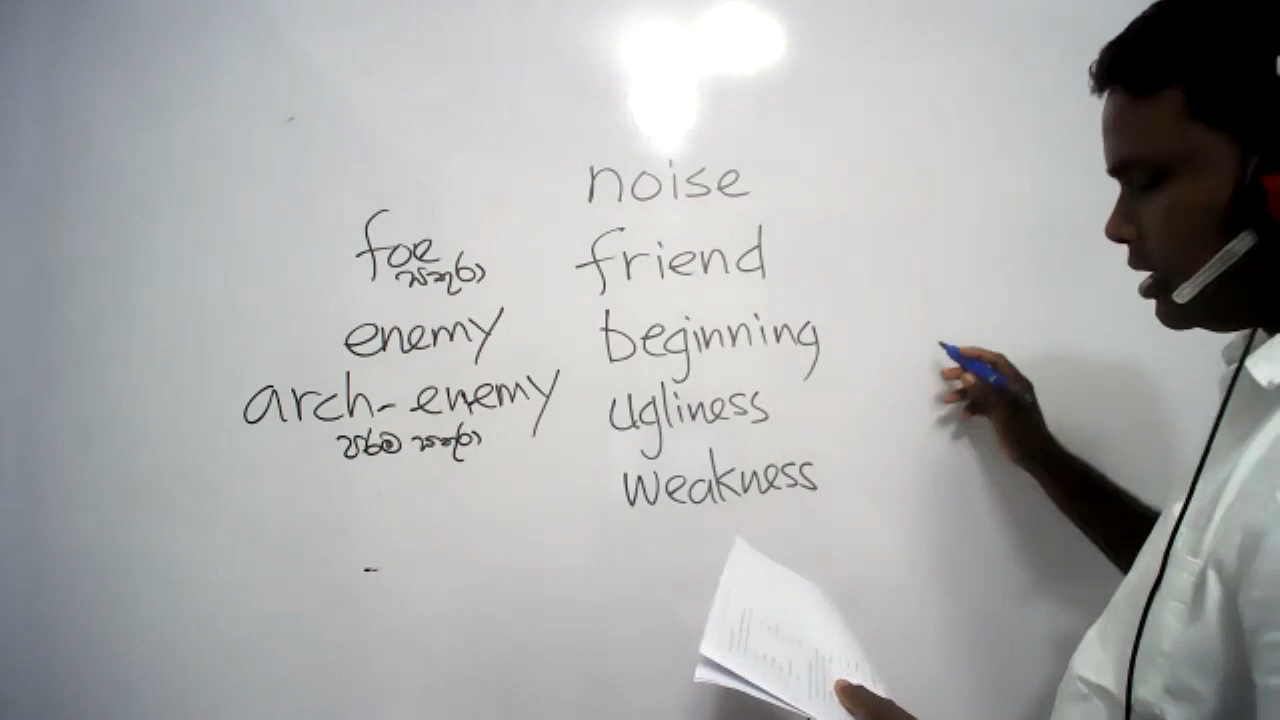 noise
foe
සතුරා
friend
enemy
beginning
arch-enemy
පරම සතුරා
ugliness
weakness